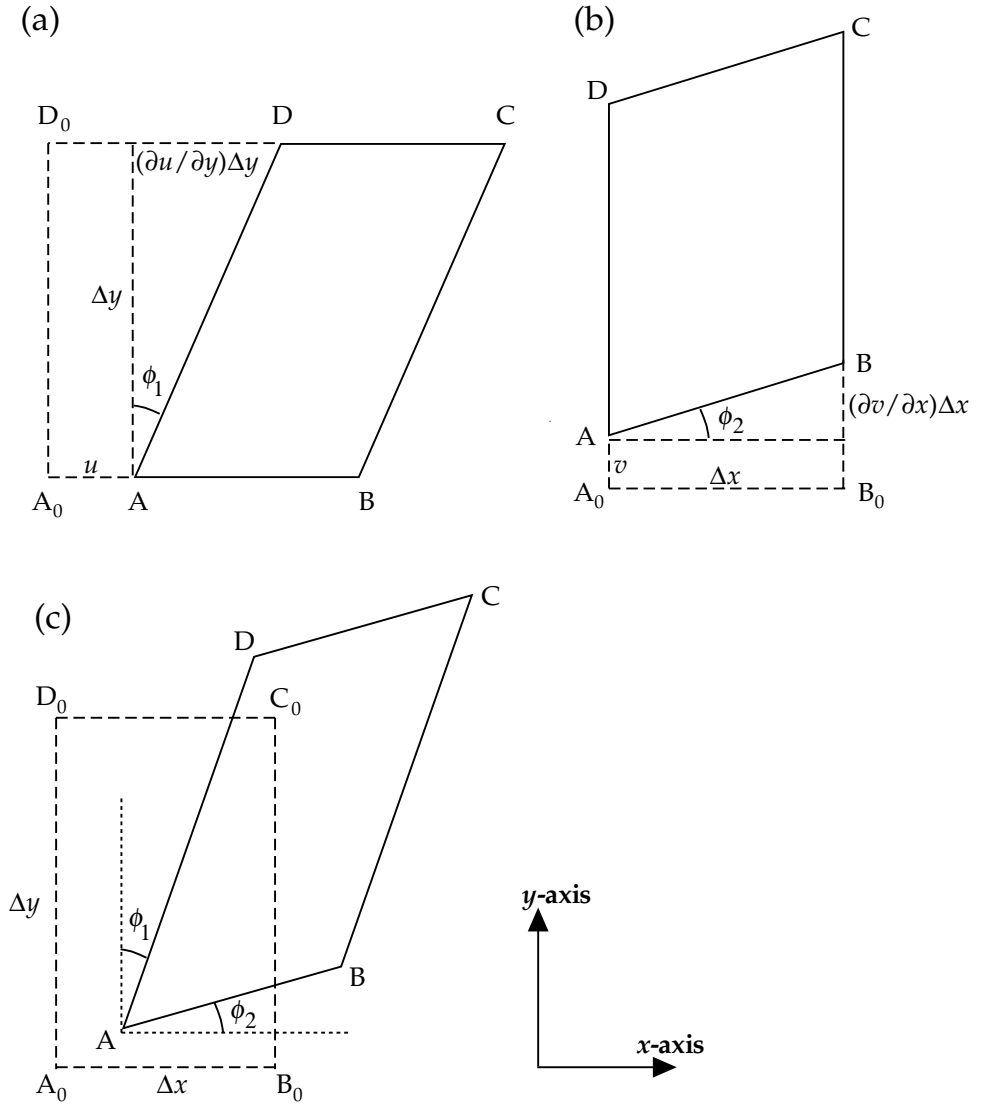 (a)
D₀ D C
(∂u/∂y)Δy
Δy
ϕ₁
u
A₀ A B
(b)
C
D
B
(∂v/∂x)Δx
A ϕ₂
v
Δx
A₀ B₀
(c)
C
D
D₀ C₀
Δy
ϕ₁
B
ϕ₂
A
A₀ Δx B₀
y-axis
x-axis